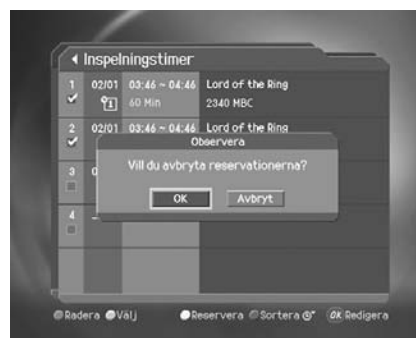 Inspelningstimer
1 02/01 03:46 ~ 04:46 Lord of the Ring
60 Min 2340 MBC
2 02/01 03:46 ~ 04:46 Lord of the Ring
Observera
Vill du avbryta reservationerna?
3 0
OK Avbryt
4
Radera Välj Reservera Sortera OK Redigera